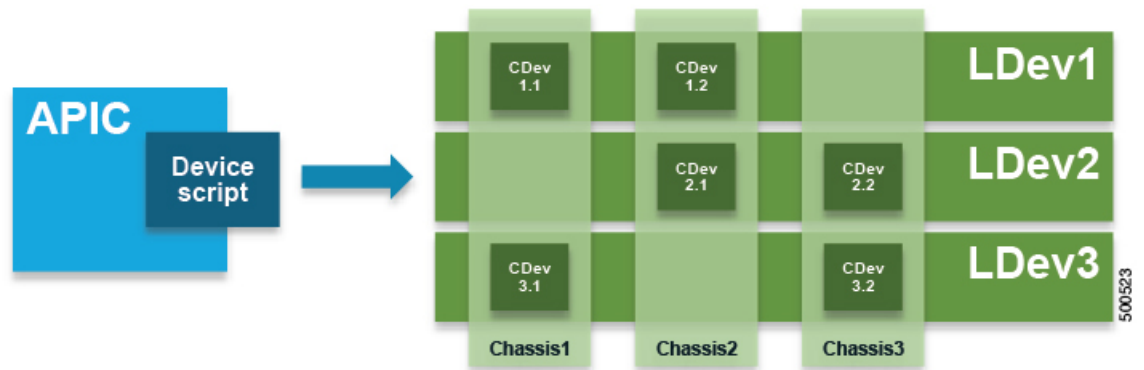 APIC
Device
script
CDev
1.1
CDev
1.2
LDev1
CDev
2.1
CDev
2.2
LDev2
CDev
3.1
CDev
3.2
LDev3
Chassis1
Chassis2
Chassis3
500523